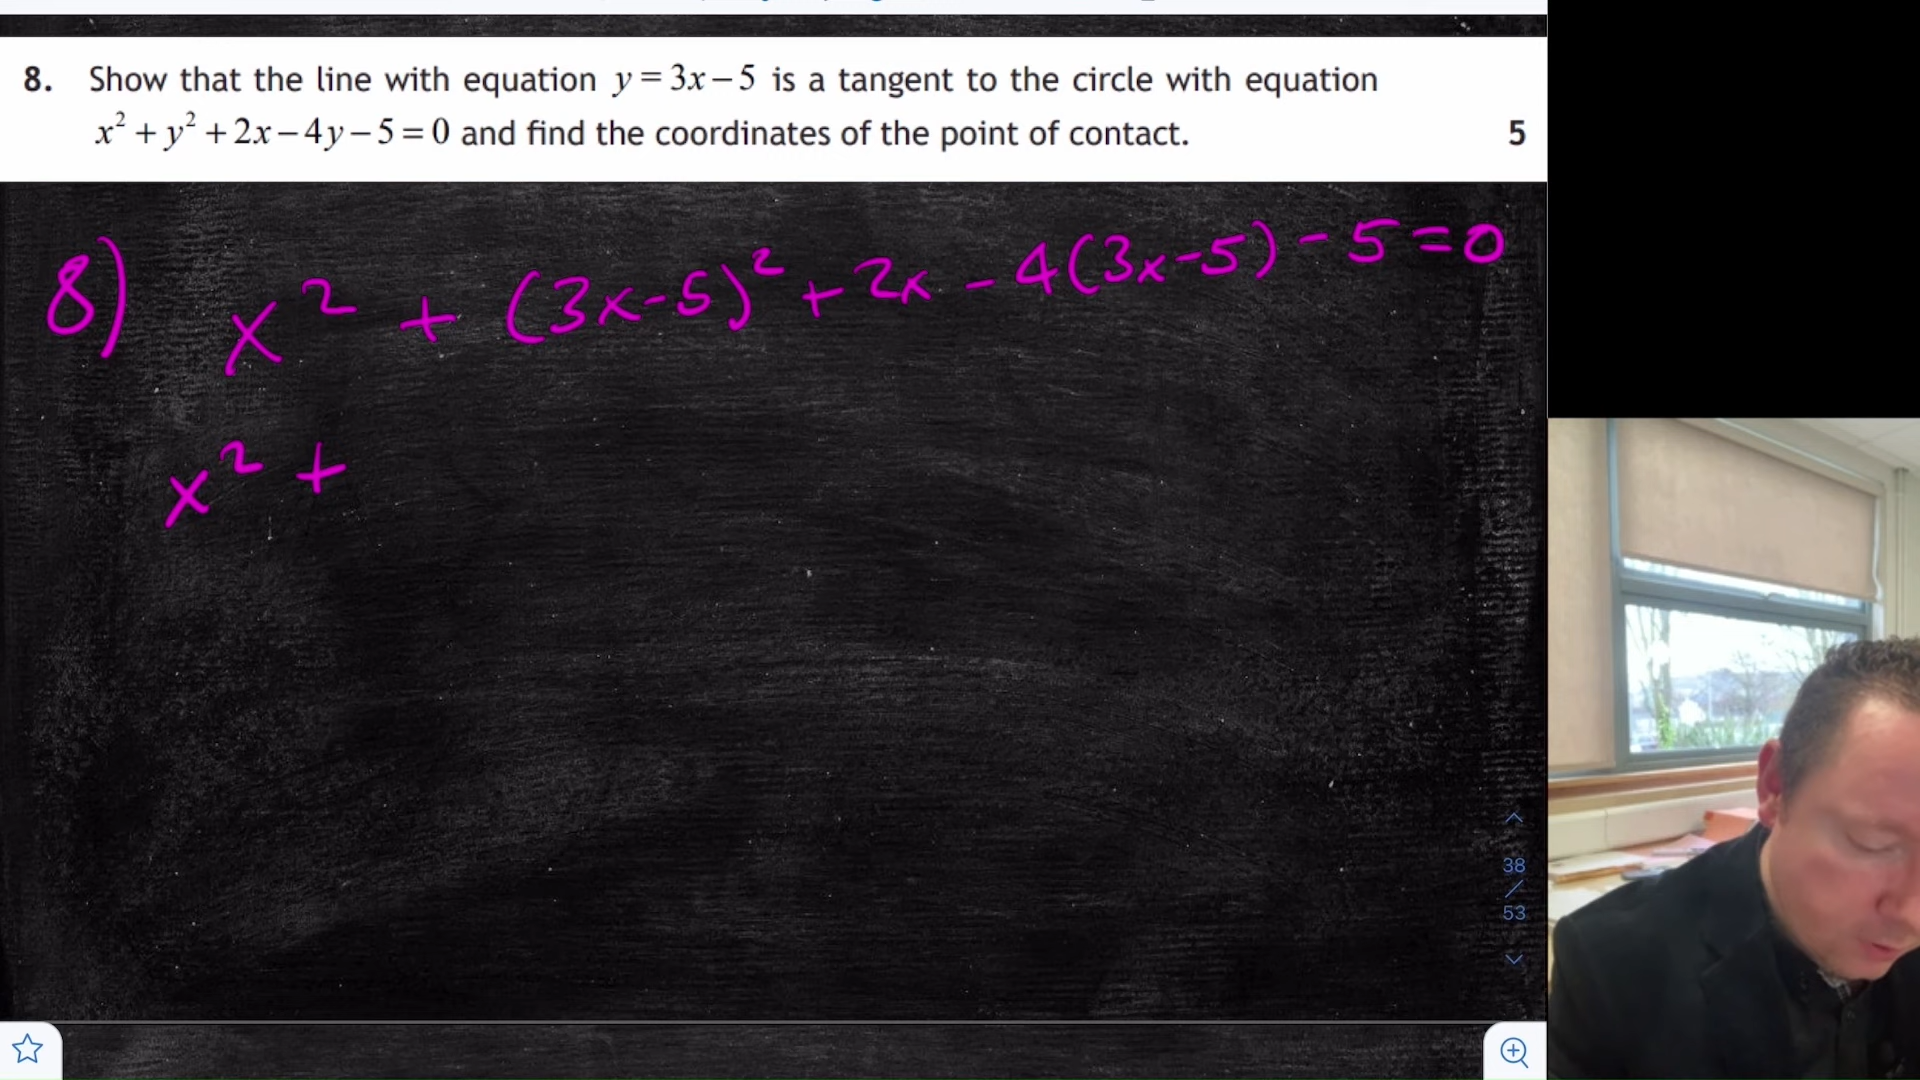 8. Show that the line with equation y = 3x − 5 is a tangent to the circle with equation
x² + y² + 2x − 4y − 5 = 0 and find the coordinates of the point of contact. 5
8) x² + (3x-5)² + 2x - 4(3x-5) - 5 = 0
x² +
38
/
53